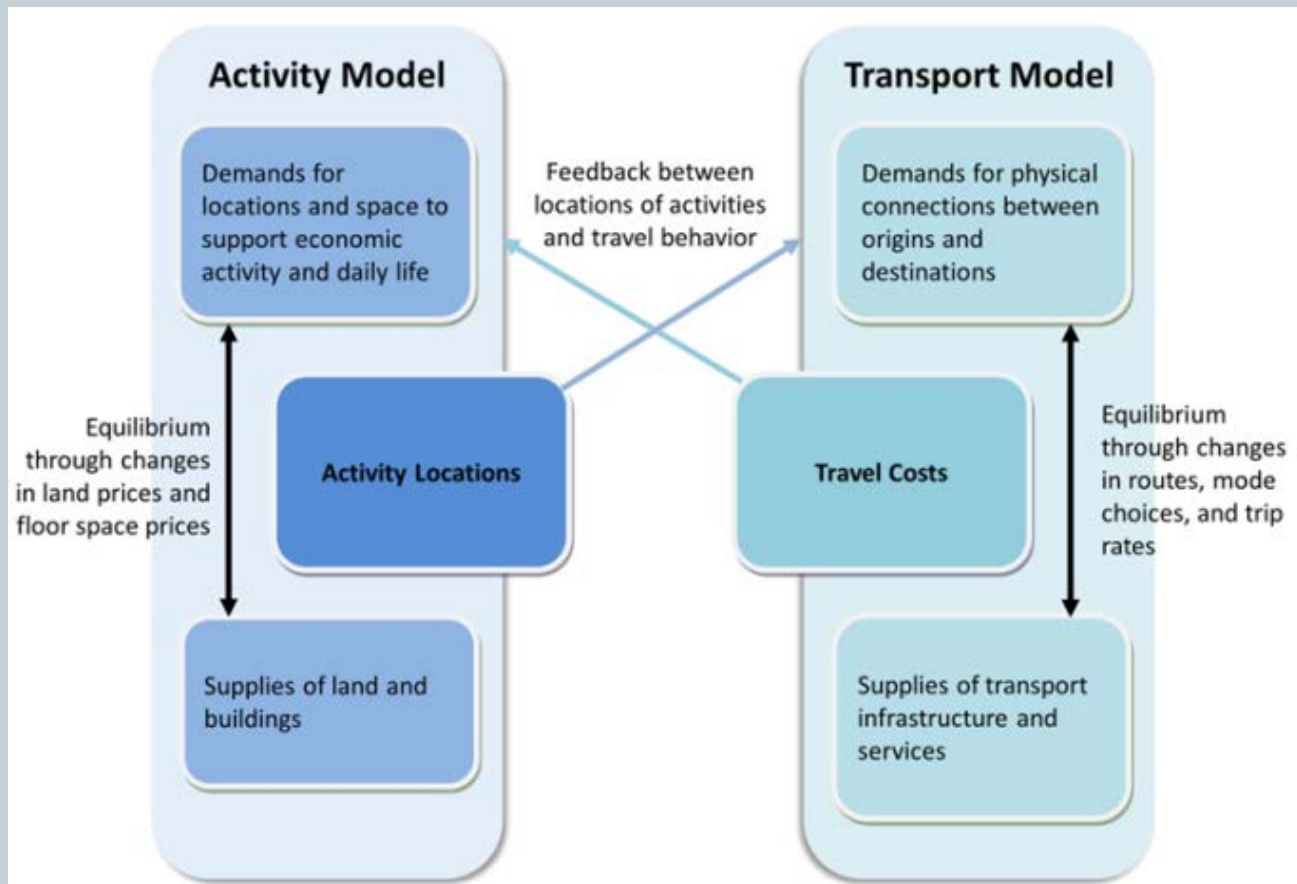 Activity Model
Demands for
locations and space to
support economic
activity and daily life
Equilibrium
through changes
in land prices and
floor space prices
Activity Locations
Supplies of land and
buildings
Feedback between
locations of activities
and travel behavior
Transport Model
Demands for physical
connections between
origins and
destinations
Travel Costs
Equilibrium
through changes
in routes, mode
choices, and trip
rates
Supplies of transport
infrastructure and
services